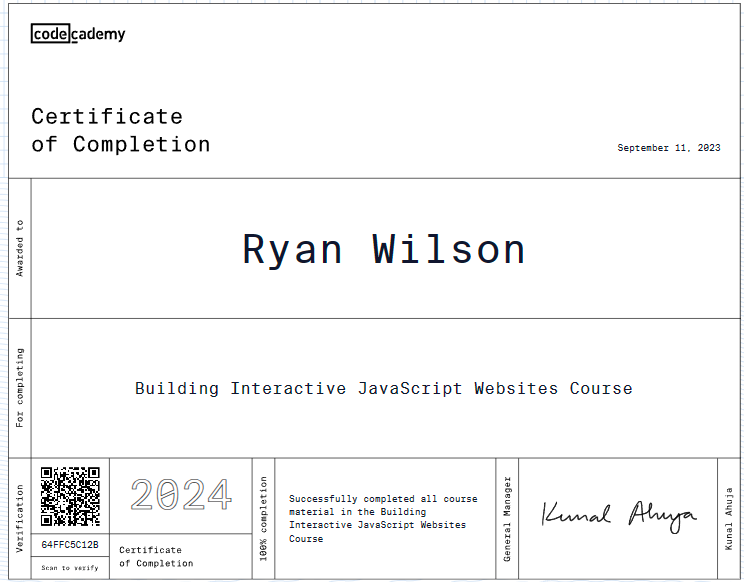 codecademy
Certificate
of Completion
September 11, 2023
Awarded to
Ryan Wilson
For completing
Building Interactive JavaScript Websites Course
Verification
64FFC5C12B
Scan to verify
2024
Certificate
of Completion
100% completion
Successfully completed all course
material in the Building
Interactive JavaScript Websites
Course
General Manager
Kunal Ahuja
Kunal Ahuja